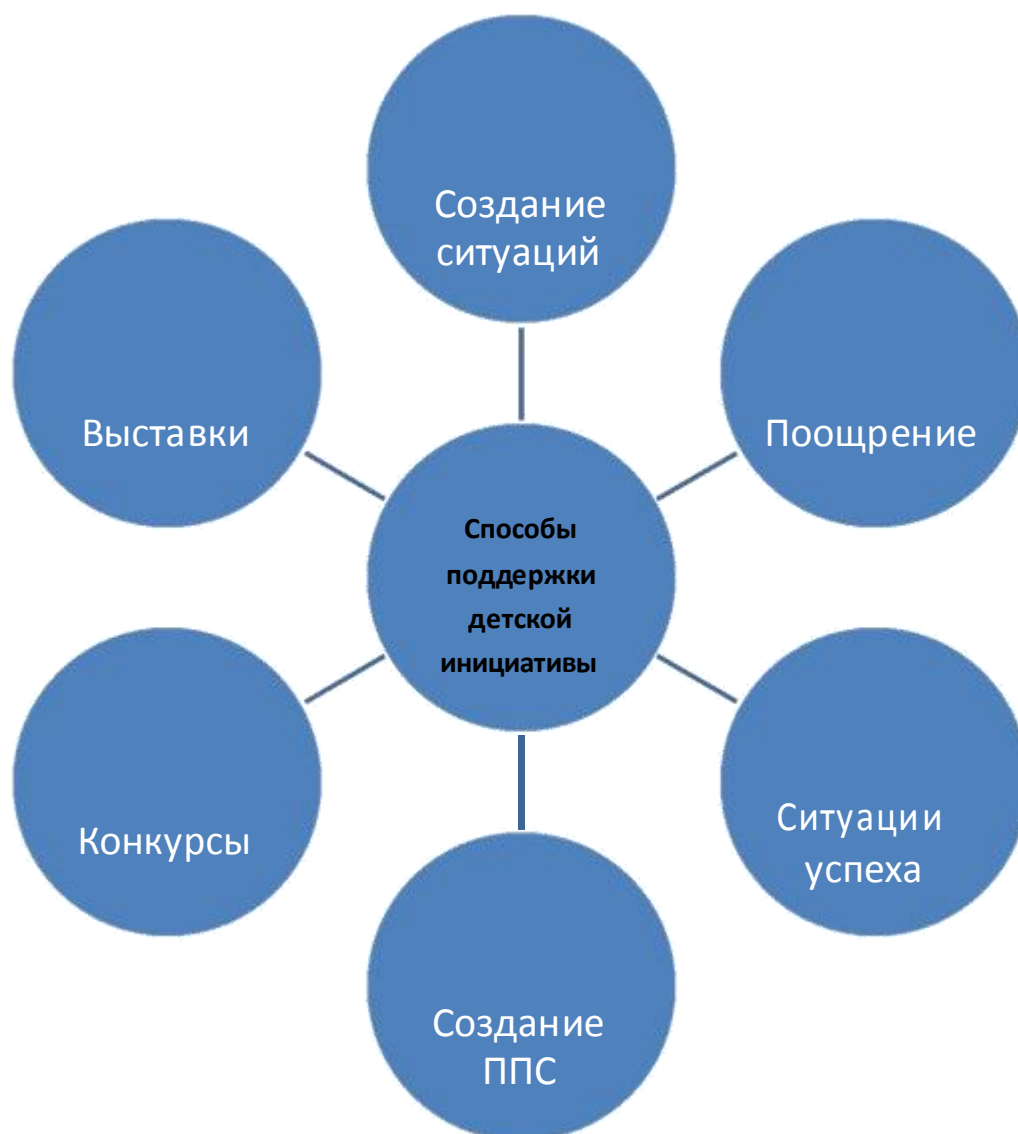 Создание
ситуаций
Выставки
Поощрение
Способы
поддержки
детской
инициативы
Конкурсы
Ситуации
успеха
Создание
ППС